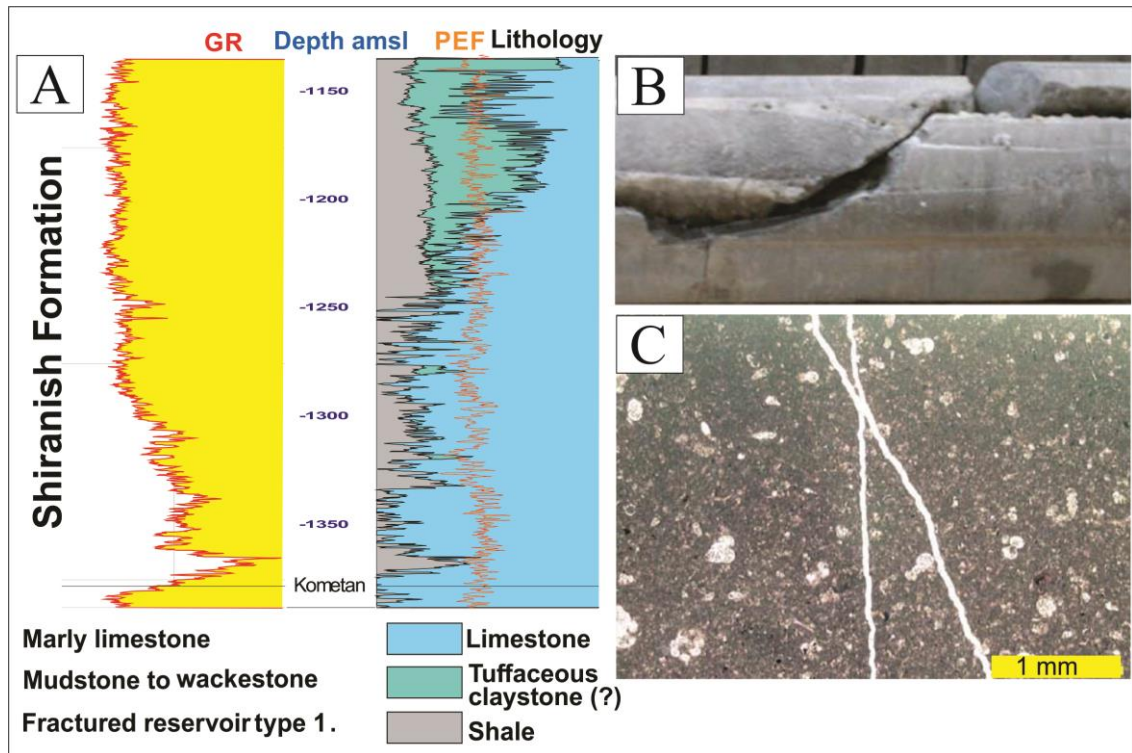 GR Depth amsl PEF Lithology
A
Shiranish Formation
-1150
-1200
-1250
-1300
-1350
Kometan
Marly limestone
Mudstone to wackestone
Fractured reservoir type 1.
Limestone
Tuffaceous
claystone (?)
Shale
B
C
1 mm